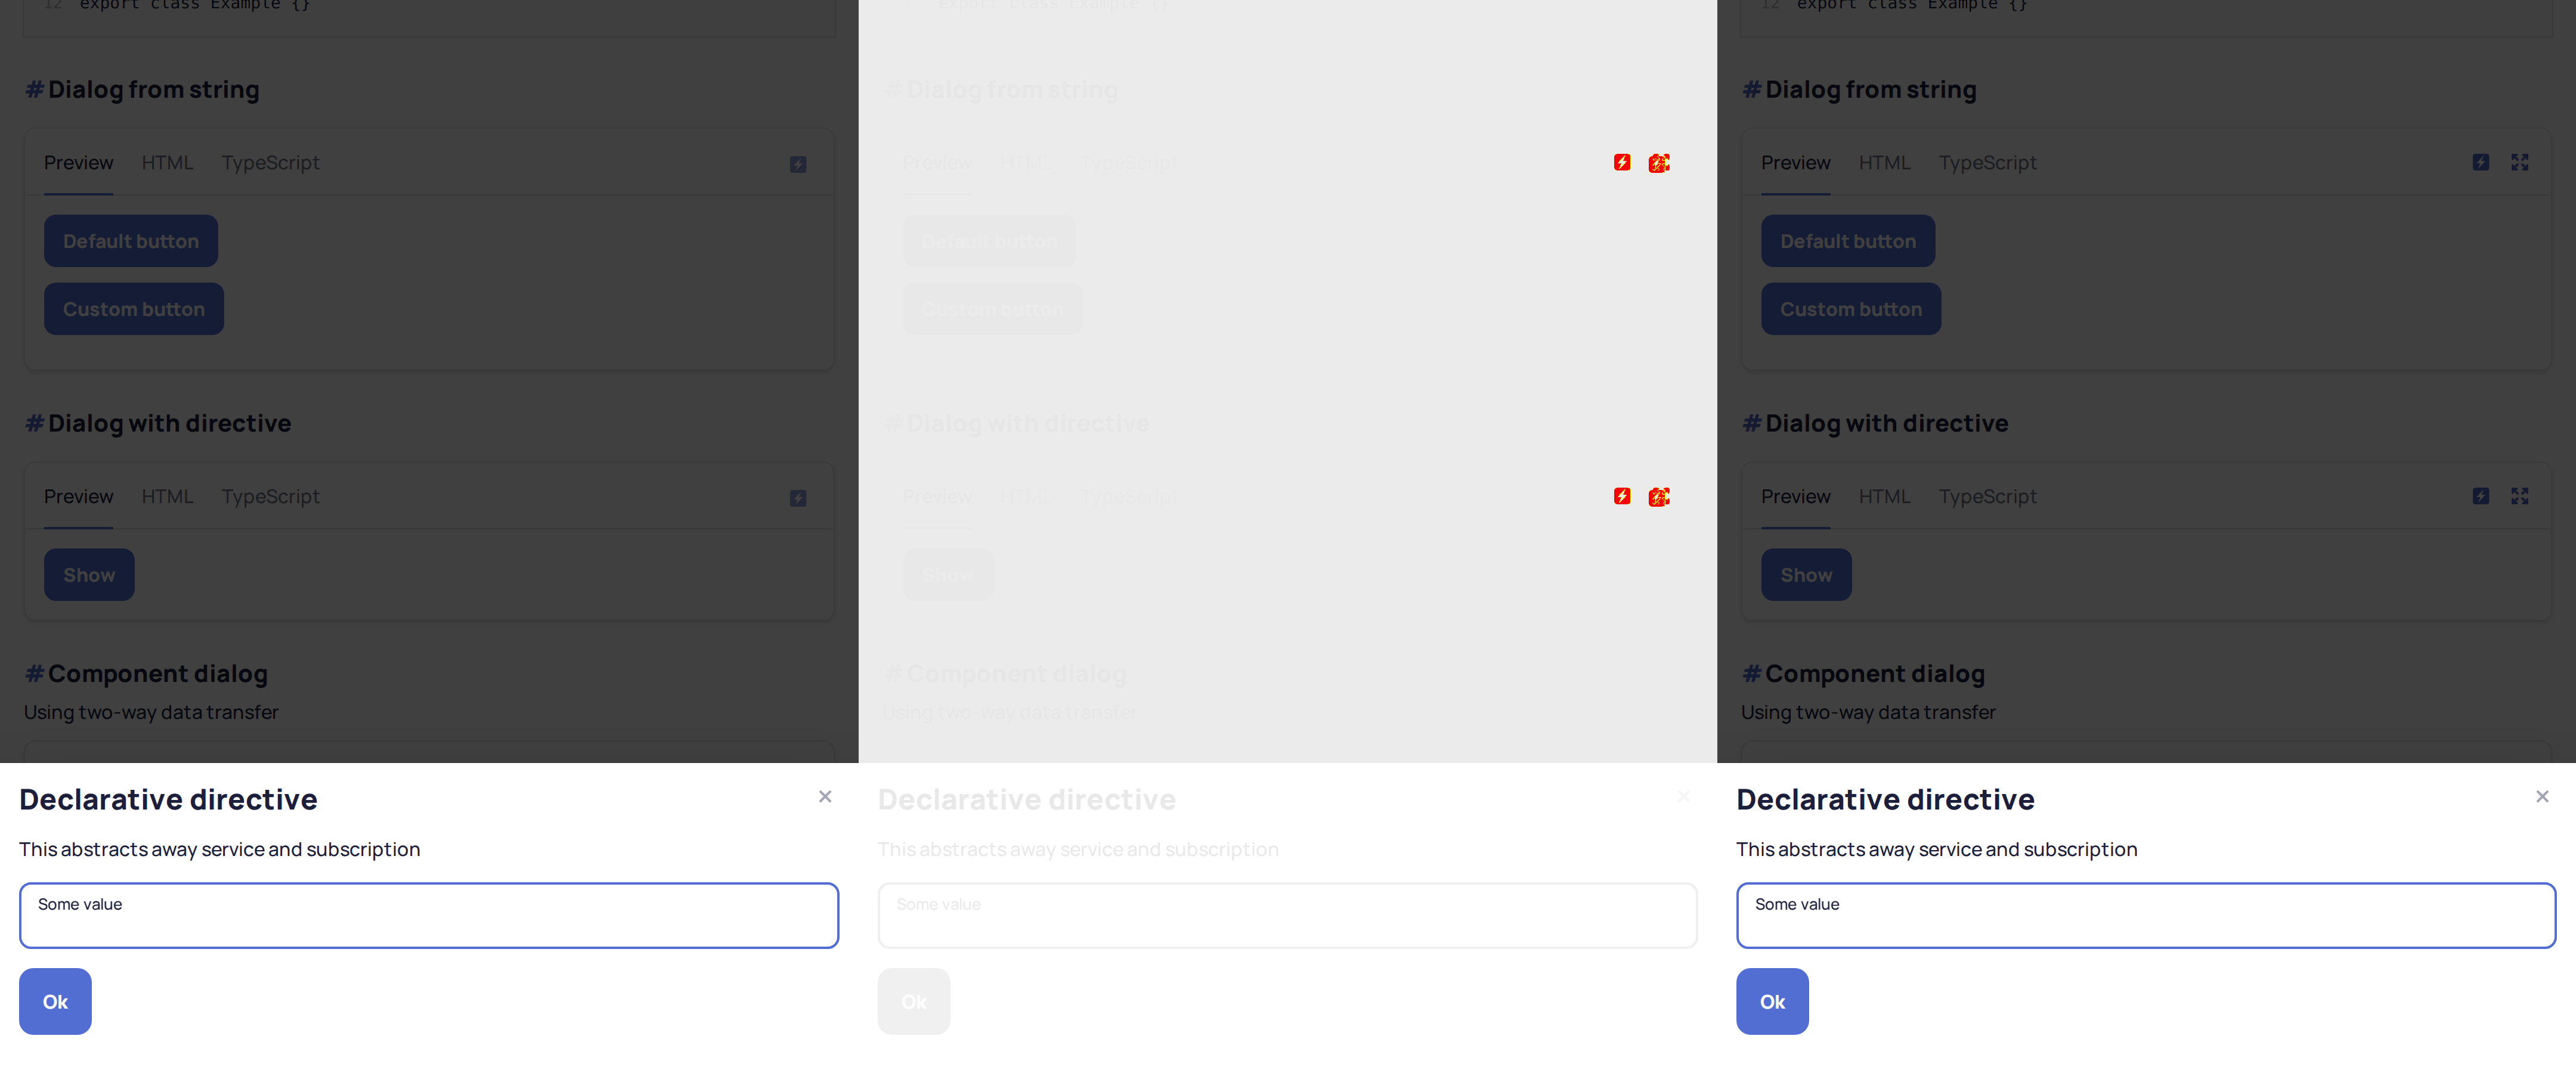 12 export class Example {}
# Dialog from string
Preview HTML TypeScript
Default button
Custom button
# Dialog with directive
Preview HTML TypeScript
Show
# Component dialog
Using two-way data transfer
Declarative directive
This abstracts away service and subscription
Some value
Ok
export class Example {}
# Dialog from string
Preview HTML TypeScript
Default button
Custom button
# Dialog with directive
Preview HTML TypeScript
Show
# Component dialog
Using two-way data transfer
Declarative directive
This abstracts away service and subscription
Some value
Ok
12 export class Example {}
# Dialog from string
Preview HTML TypeScript
Default button
Custom button
# Dialog with directive
Preview HTML TypeScript
Show
# Component dialog
Using two-way data transfer
Declarative directive
This abstracts away service and subscription
Some value
Ok